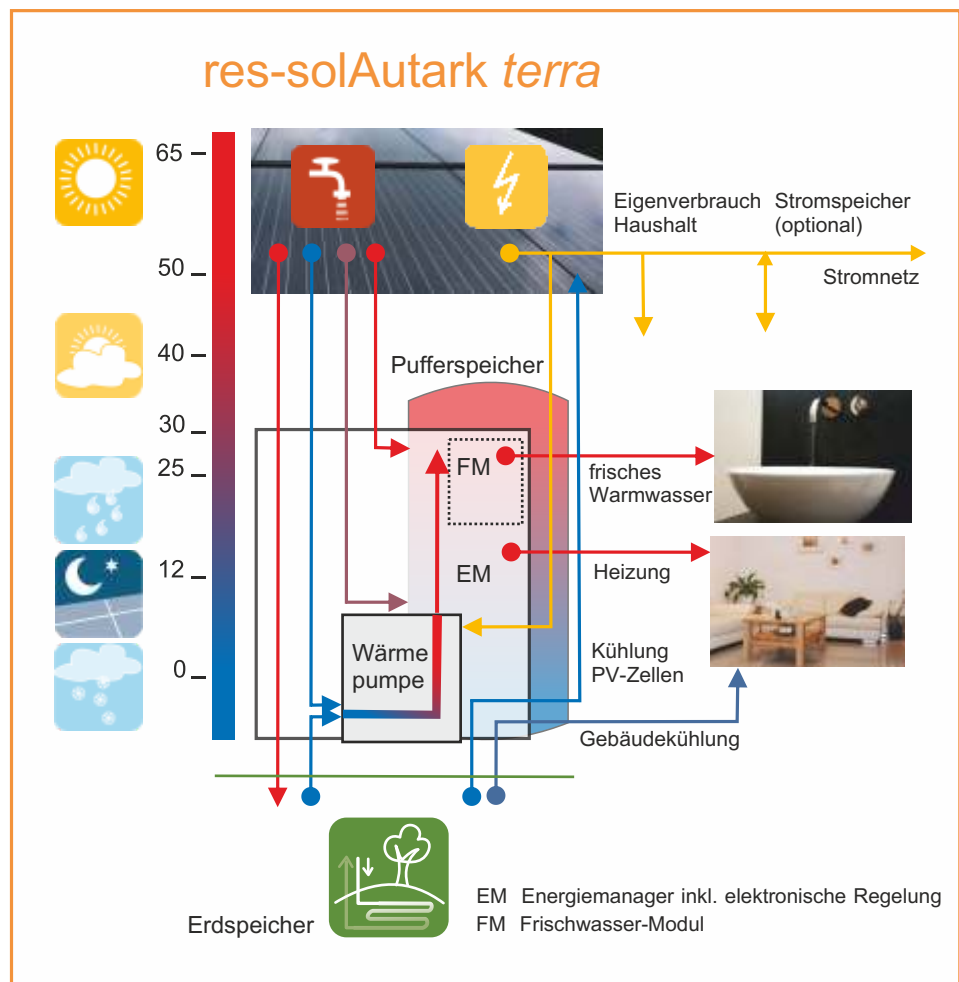 res-solAutark terra
65
50
40
30
25
12
0
Eigenverbrauch
Haushalt
Stromspeicher
(optional)
Stromnetz
Pufferspeicher
FM
frisches
Warmwasser
EM
Heizung
Wärme
pumpe
Kühlung
PV-Zellen
Gebäudekühlung
Erdspeicher
EM Energiemanager inkl. elektronische Regelung
FM Frischwasser-Modul